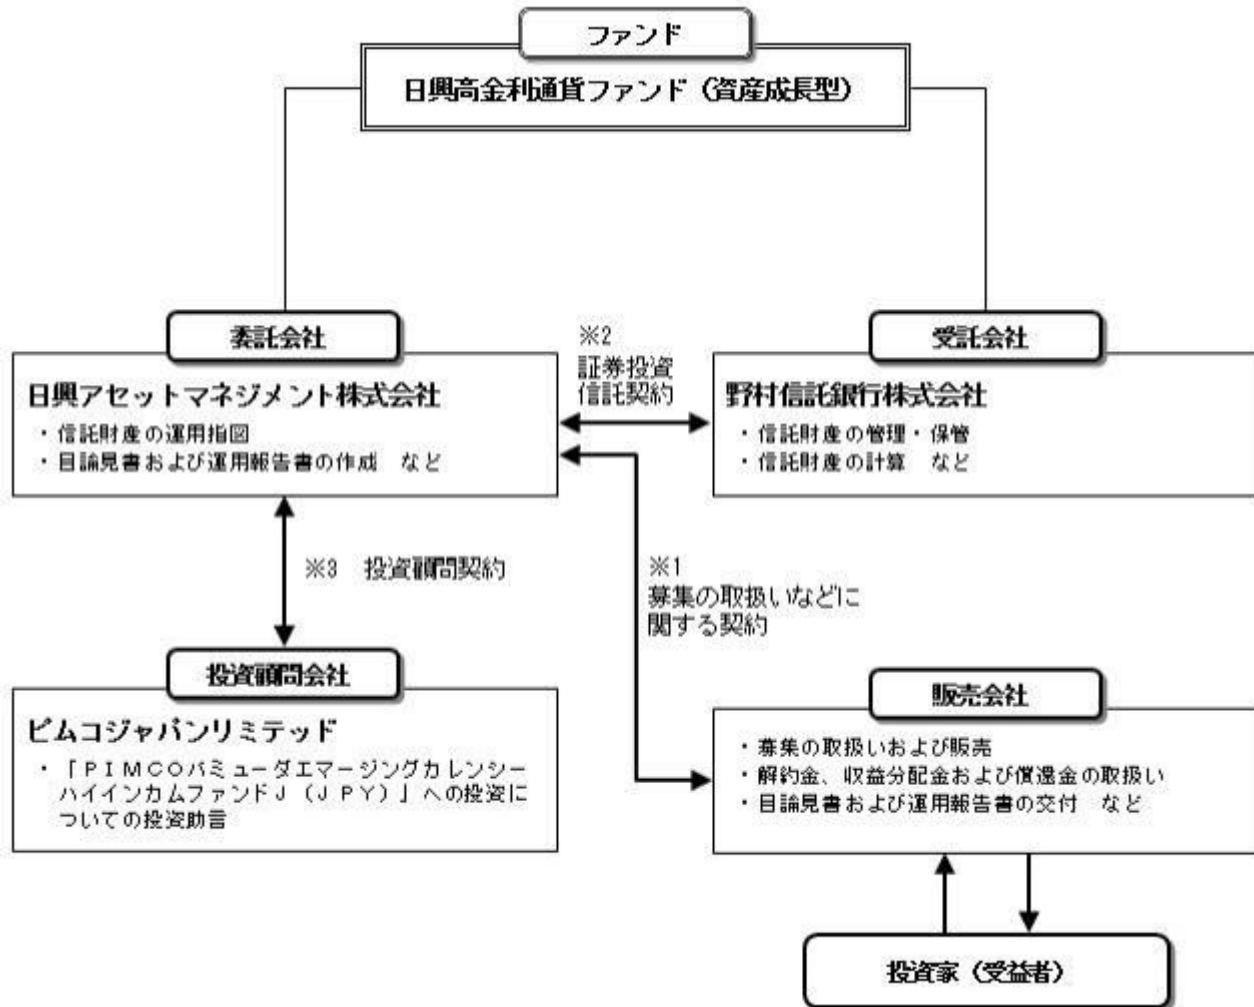 ファンド
日興高金利通貨ファンド（資産成長型）
委託会社
日興アセットマネジメント株式会社
・信託財産の運用指図
・目論見書および運用報告書の作成　など
※2
証券投資
信託契約
受託会社
野村信託銀行株式会社
・信託財産の管理・保管
・信託財産の計算　など
※3　投資顧問契約
※1
募集の取扱いなどに
関する契約
投資顧問会社
ピムコジャパンリミテッド
・「ＰＩＭＣＯバミューダエマージングカレンシー
ハイインカムファンドＪ（ＪＰＹ）」への投資に
ついての投資助言
販売会社
・募集の取扱いおよび販売
・解約金、収益分配金および償還金の取扱い
・目論見書および運用報告書の交付　など
投資家（受益者）